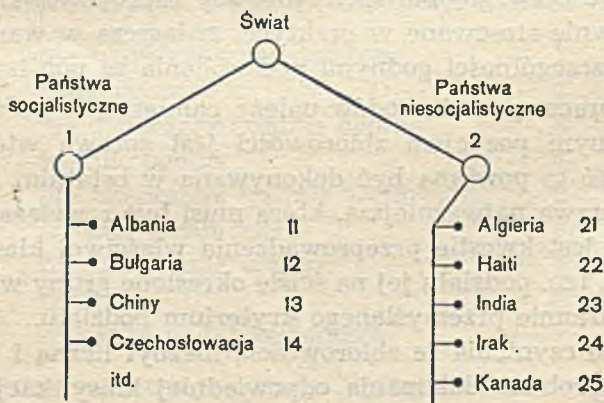 Świat
Państwa
socjalistyczne
1
Albania 11
Bułgaria 12
Chiny 13
Czechosłowacja 14
itd.
Państwa
niesocjalistyczne
2
Algieria 21
Haiti 22
India 23
Irak 24
Kanada 25